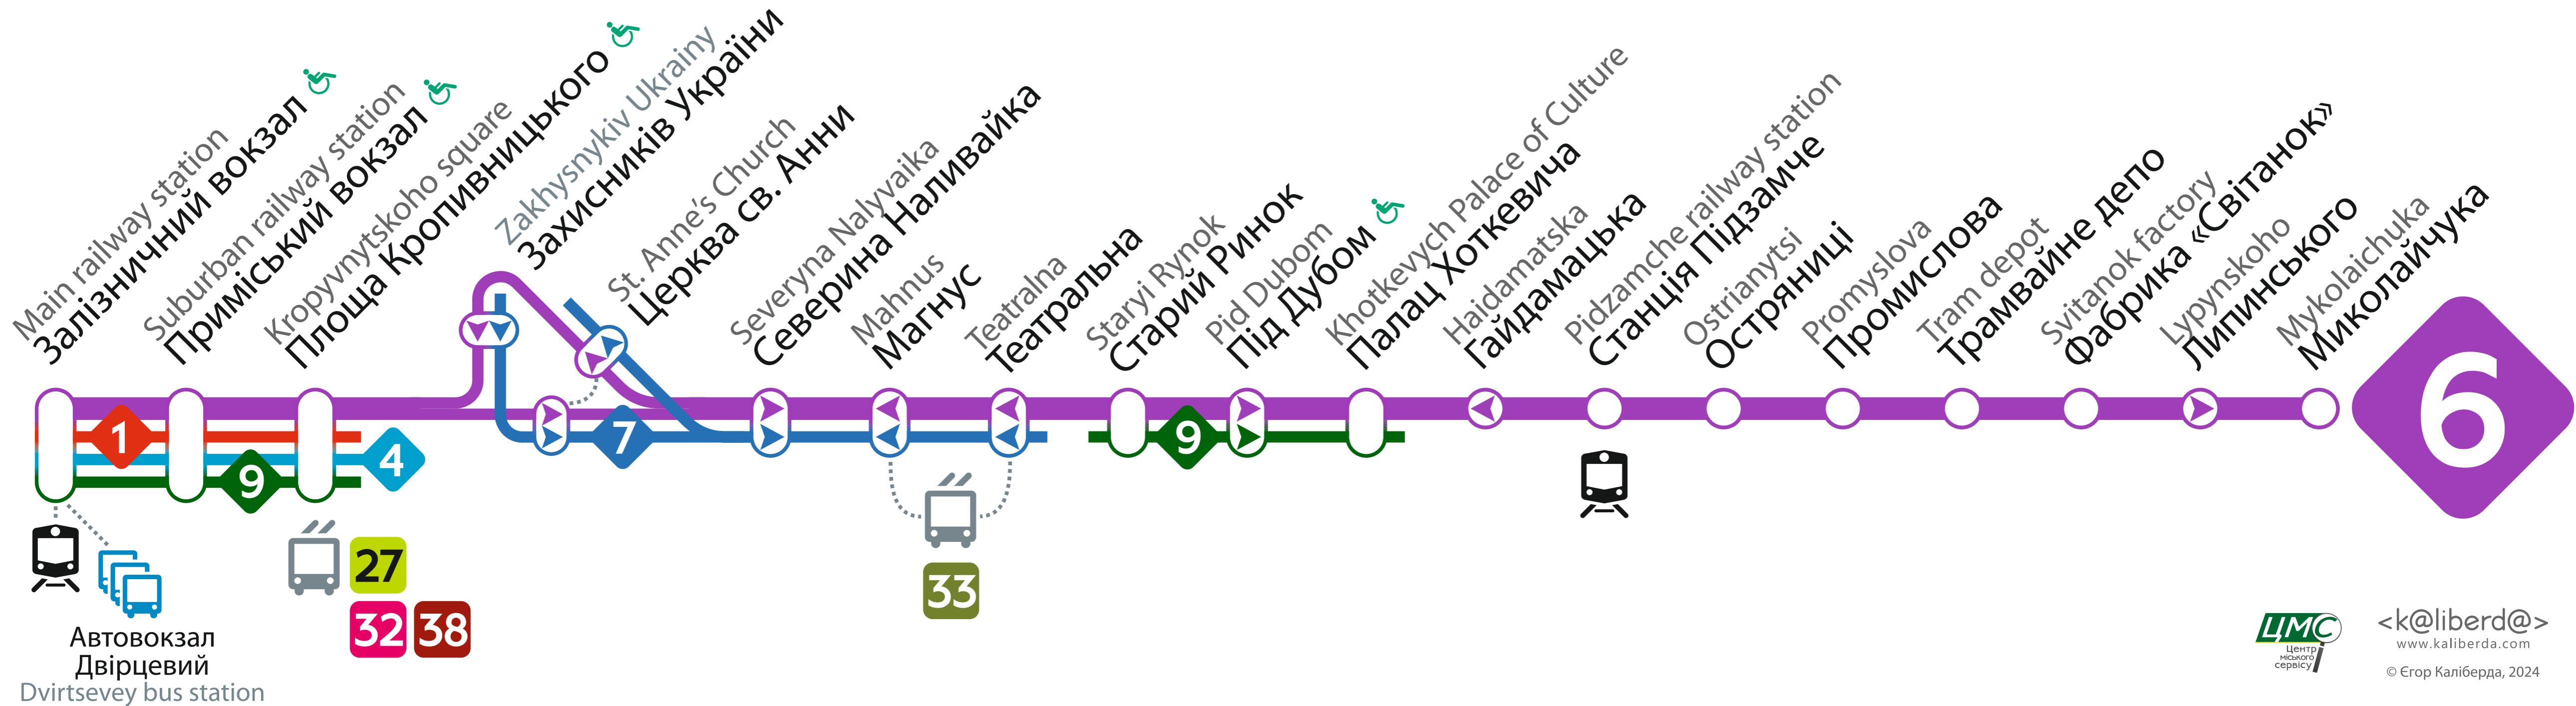 Main railway station
Залізничний вокзал
Suburban railway station
Приміський вокзал
Kropyvnytskoho square
Площа Кропивницького
Zakhysnykiv Ukrainy
Захисників України
St. Anne’s Church
Церква св. Анни
Severyna Nalyvaika
Северина Наливайка
Mahnus
Магнус
Teatralna
Театральна
Staryi Rynok
Старий Ринок
Pid Dubom
Під Дубом
Khotkevych Palace of Culture
Палац Хоткевича
Haidamatska
Гайдамацька
Pidzamche railway station
Станція Підзамче
Ostrianytsi
Остряниці
Promyslova
Промислова
Tram depot
Трамвайне депо
Svitanok factory
Фабрика «Світанок»
Lypynskoho
Липинського
Mykolaichuka
Миколайчука
6
1
9
4
7
9
27
32 38
33
Автовокзал
Двірцевий
Dvirtsevey bus station
ЦМС
Центр
міського
сервісу
<k@liberd@>
www.kaliberda.com
© Єгор Каліберда, 2024